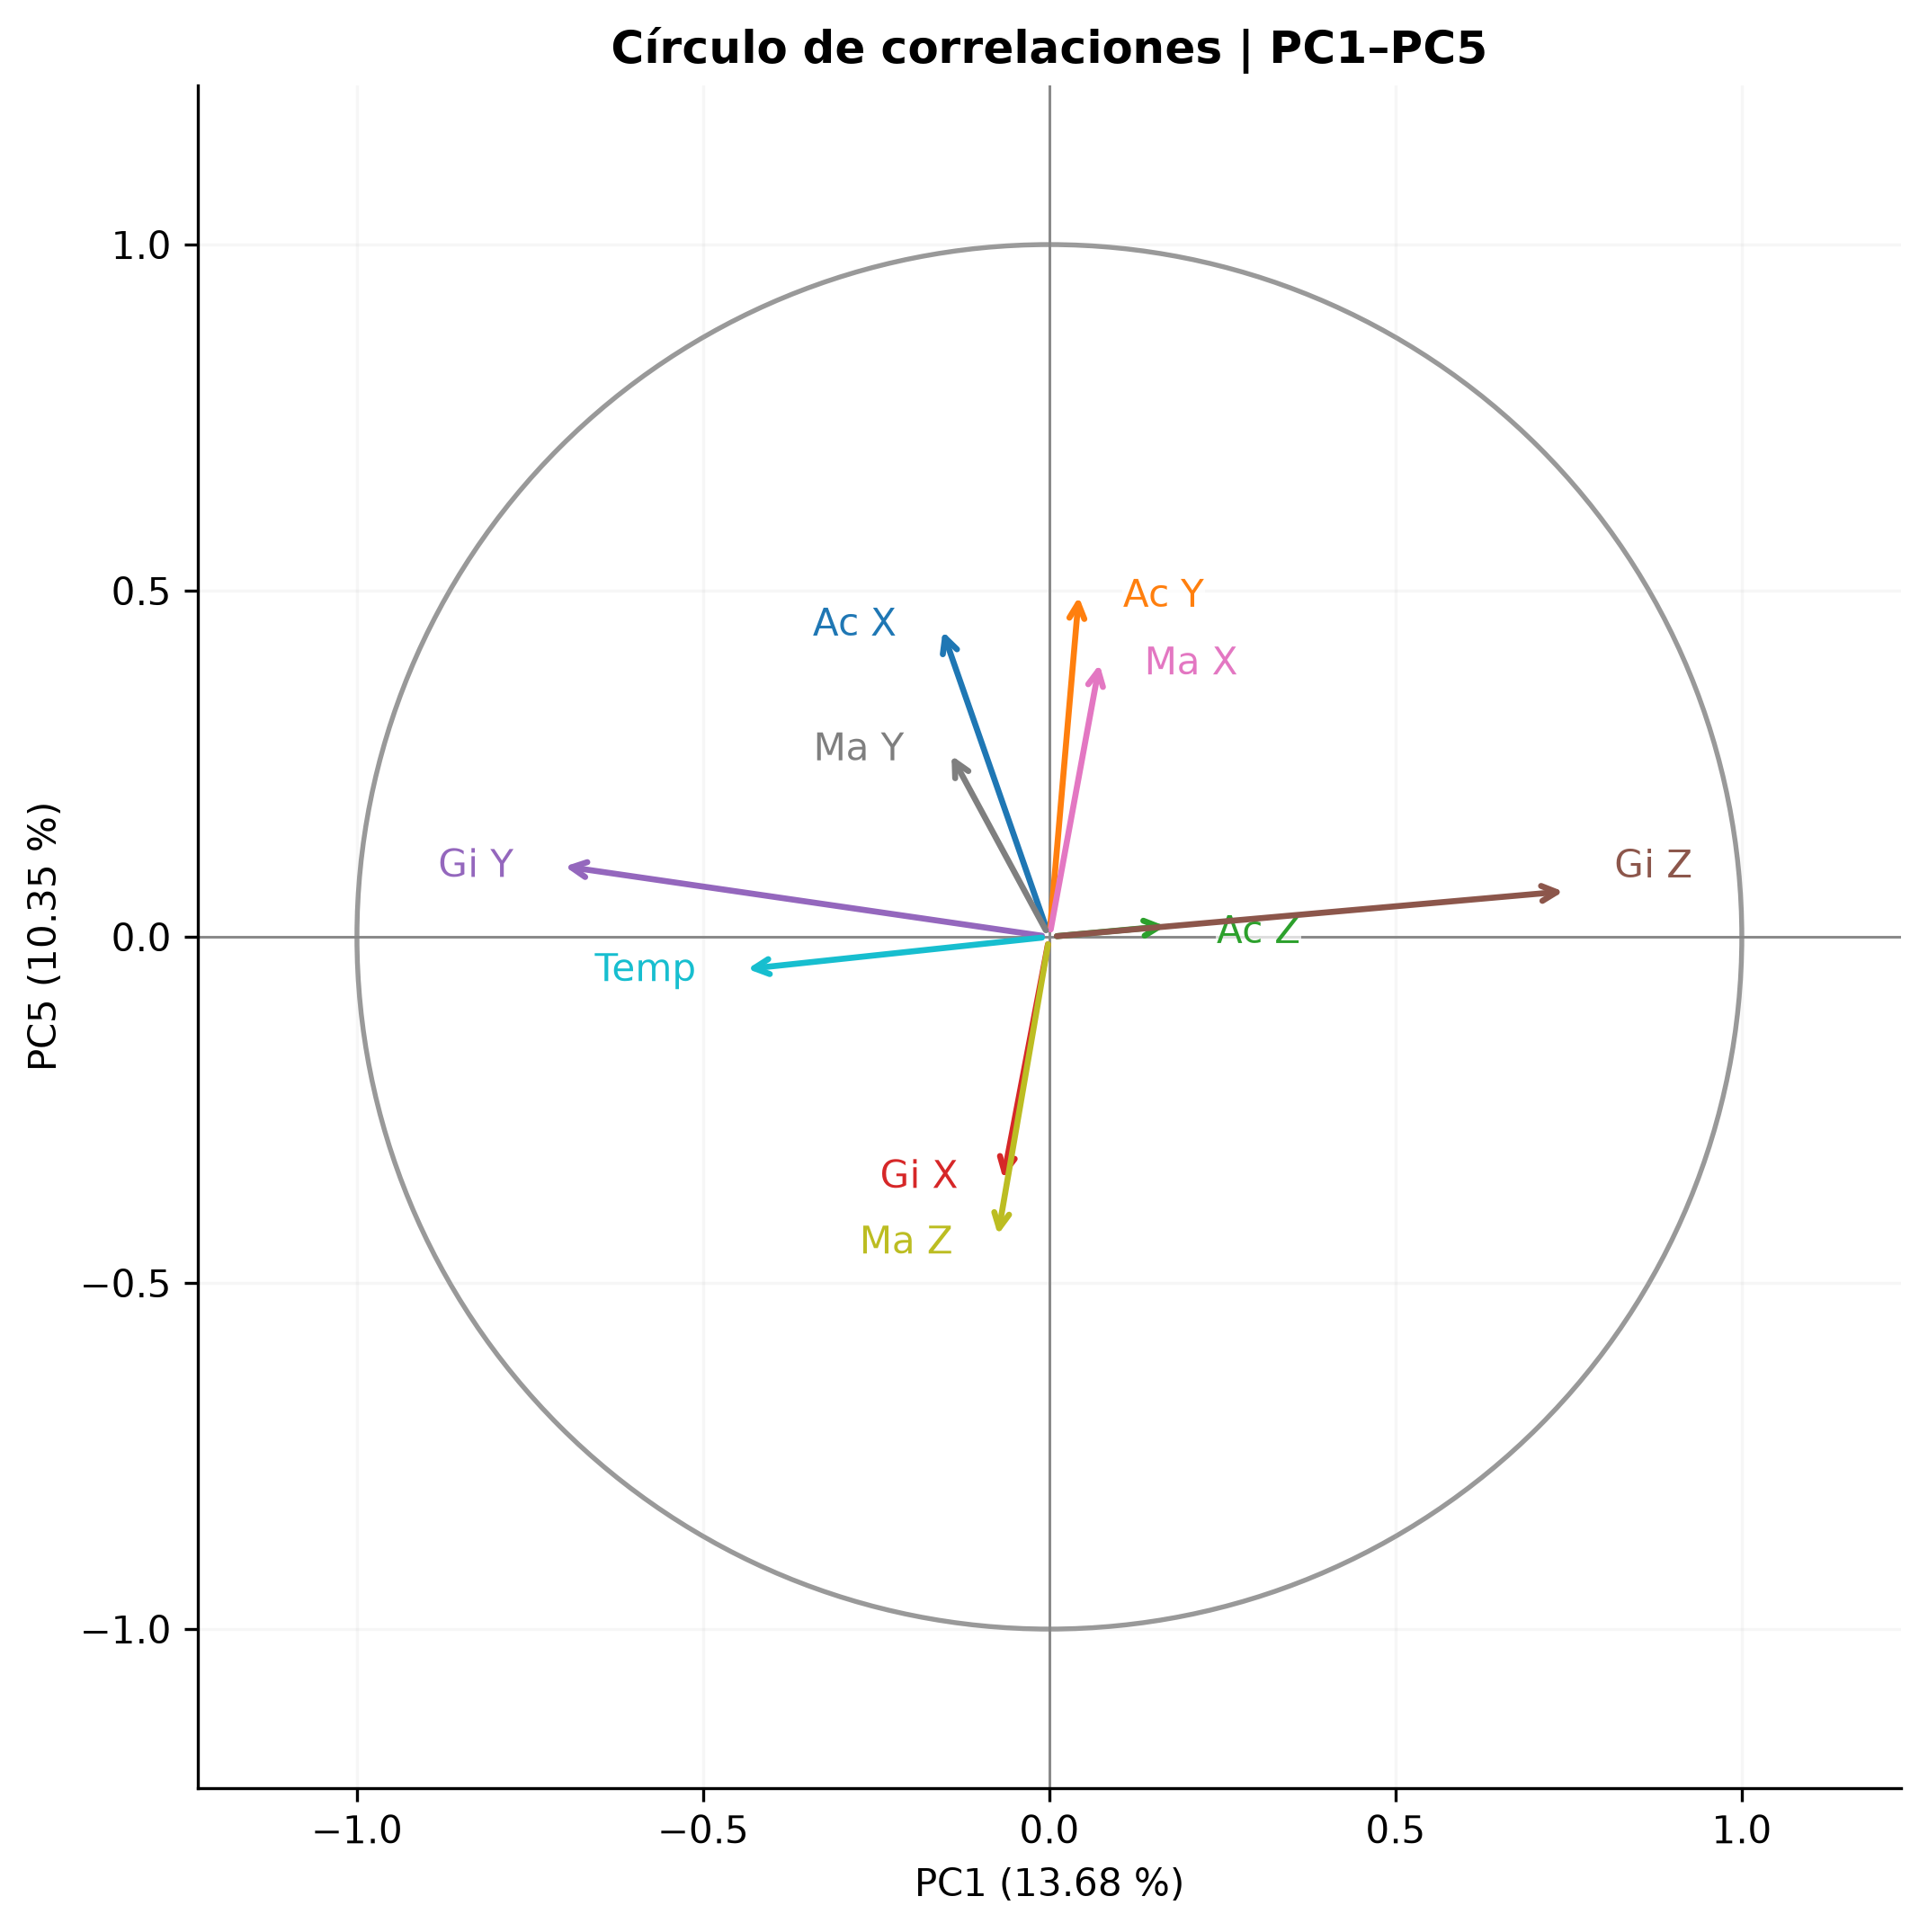 Círculo de correlaciones | PC1–PC5
1.0
0.5
0.0
−0.5
−1.0
PC5 (10.35 %)
Ac Y
Ac X
Ma X
Ma Y
Gi Y
Gi Z
Ac Z
Temp
Gi X
Ma Z
−1.0
−0.5
0.0
0.5
1.0
PC1 (13.68 %)